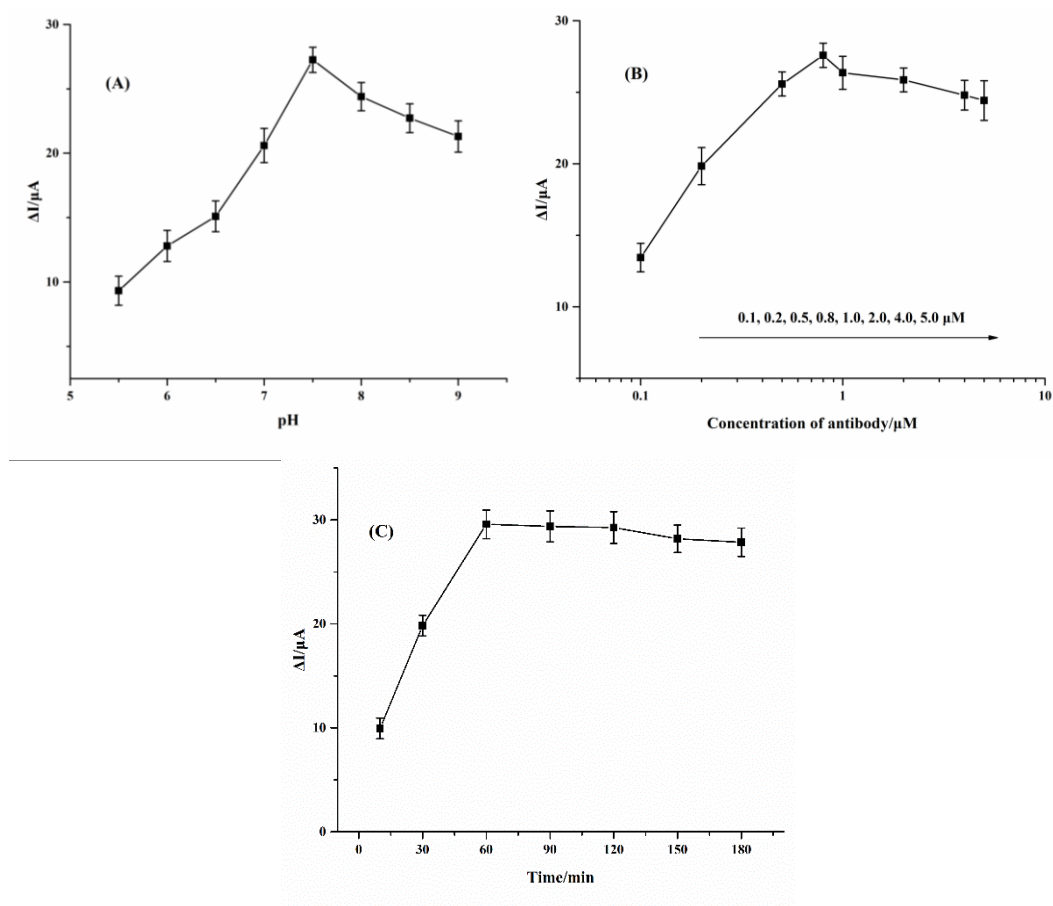 30
20
10
ΔI/μA
(A)
5
6
7
8
9
pH
30
20
10
ΔI/μA
(B)
0.1, 0.2, 0.5, 0.8, 1.0, 2.0, 4.0, 5.0 μM
0.1
1
10
Concentration of antibody/μM
30
20
10
0
ΔI/μA
(C)
0
30
60
90
120
150
180
Time/min